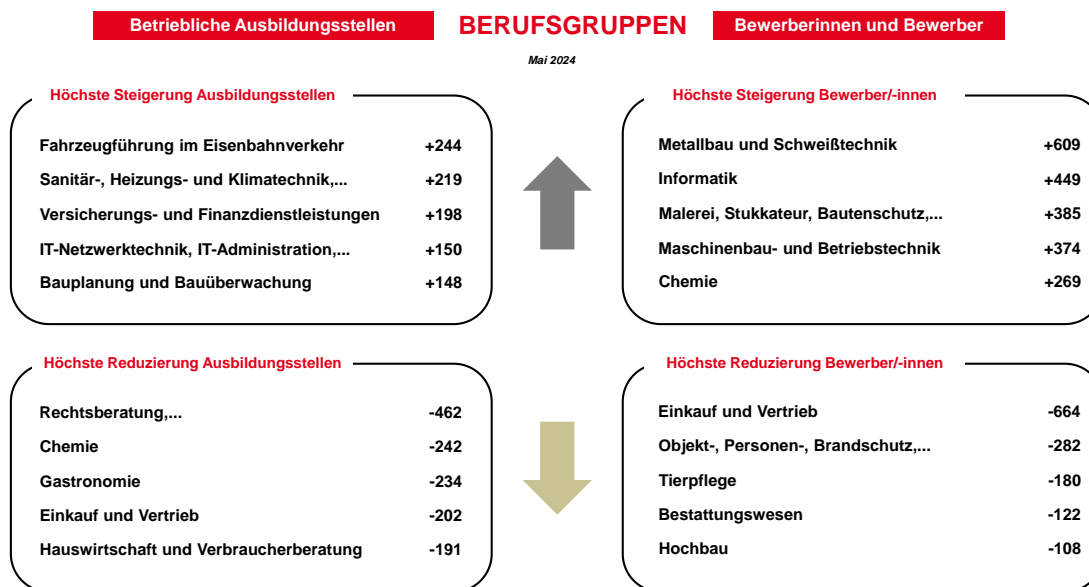 Betriebliche Ausbildungsstellen
BERUFSGRUPPEN
Bewerberinnen und Bewerber
Mai 2024
Höchste Steigerung Ausbildungsstellen
Fahrzeugführung im Eisenbahnverkehr +244
Sanitär-, Heizungs- und Klimatechnik,... +219
Versicherungs- und Finanzdienstleistungen +198
IT-Netzwerktechnik, IT-Administration,... +150
Bauplanung und Bauüberwachung +148
Höchste Steigerung Bewerber/-innen
Metallbau und Schweißtechnik +609
Informatik +449
Malerei, Stukkateur, Bautenschutz,... +385
Maschinenbau- und Betriebstechnik +374
Chemie +269
Höchste Reduzierung Ausbildungsstellen
Rechtsberatung,... -462
Chemie -242
Gastronomie -234
Einkauf und Vertrieb -202
Hauswirtschaft und Verbraucherberatung -191
Höchste Reduzierung Bewerber/-innen
Einkauf und Vertrieb -664
Objekt-, Personen-, Brandschutz,... -282
Tierpflege -180
Bestattungswesen -122
Hochbau -108